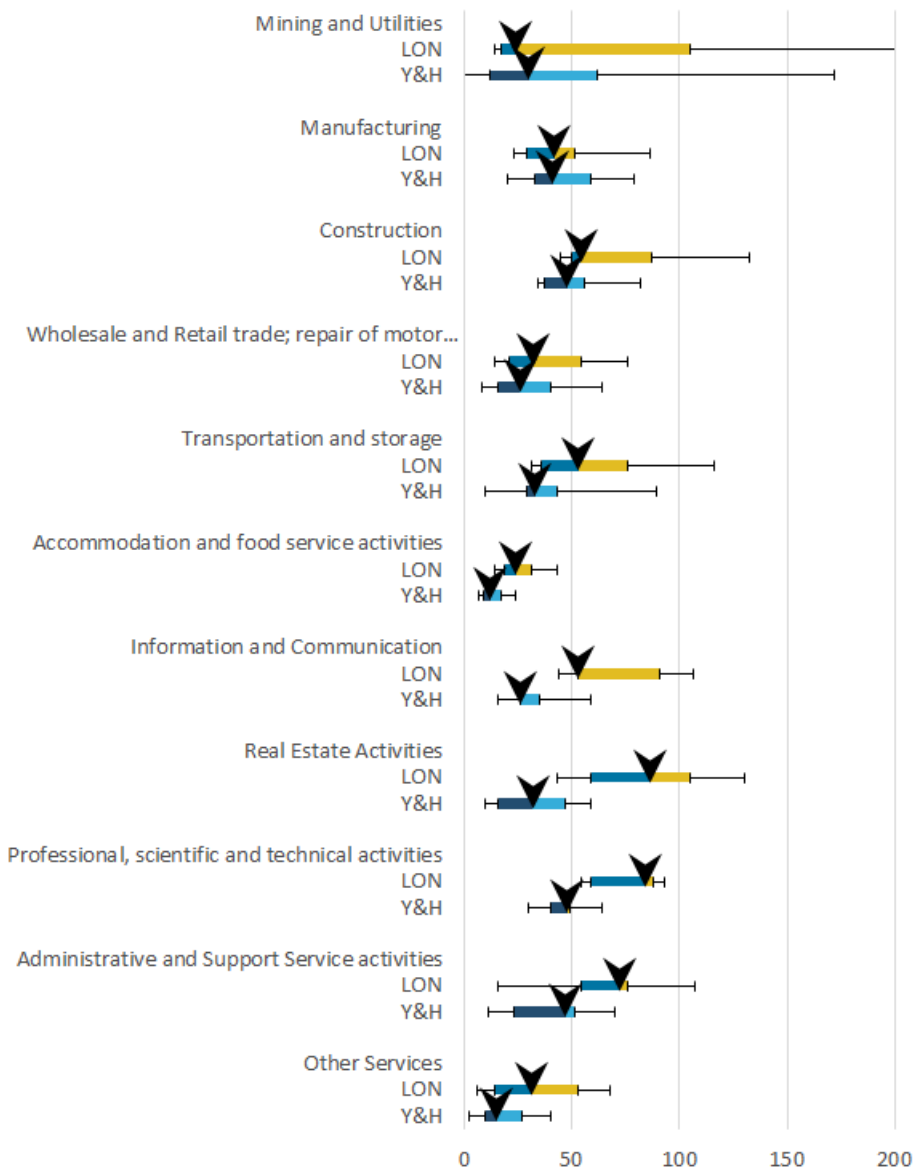 Mining and Utilities
LON
Y&H
Manufacturing
LON
Y&H
Construction
LON
Y&H
Wholesale and Retail trade; repair of motor...
LON
Y&H
Transportation and storage
LON
Y&H
Accommodation and food service activities
LON
Y&H
Information and Communication
LON
Y&H
Real Estate Activities
LON
Y&H
Professional, scientific and technical activities
LON
Y&H
Administrative and Support Service activities
LON
Y&H
Other Services
LON
Y&H
0 50 100 150 200